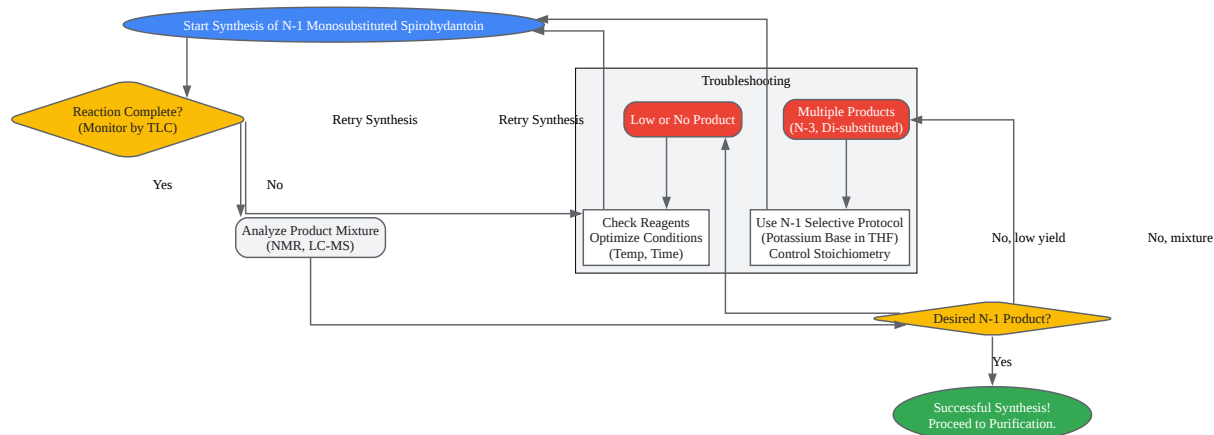 Start Synthesis of N-1 Monosubstituted Spirohydantoin
Troubleshooting
Reaction Complete?
(Monitor by TLC)
Retry Synthesis
Retry Synthesis
Low or No Product
Multiple Products
(N-3, Di-substituted)
Yes
No
Analyze Product Mixture
(NMR, LC-MS)
Check Reagents
Optimize Conditions
(Temp, Time)
Use N-1 Selective Protocol
(Potassium Base in THF)
Control Stoichiometry
No, low yield
No, mixture
Desired N-1 Product?
Yes
Successful Synthesis!
Proceed to Purification.